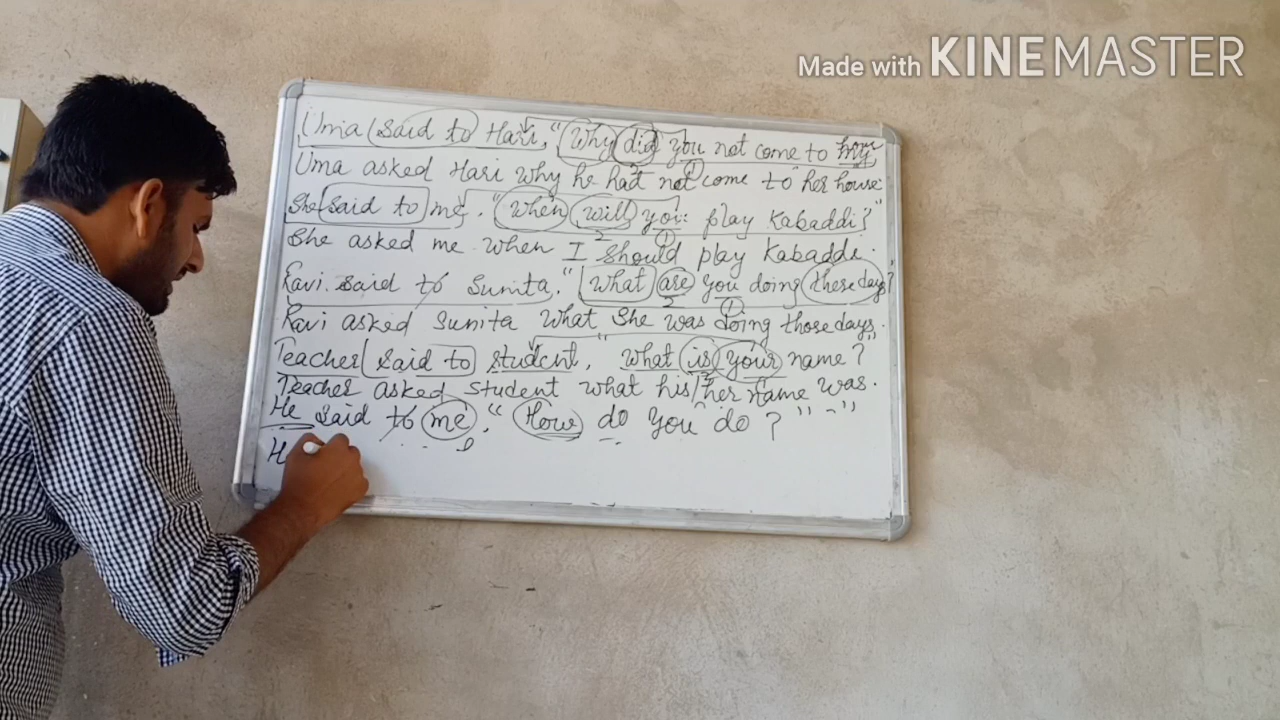 Made with KINEMASTER
Uma said to Hari, "Why did you not come to my
Uma asked Hari why he had not come to her house
She said to me, "When will you play Kabaddi?"
She asked me when I should play Kabaddi.
Ravi said to Sunita, "What are you doing these days?"
Ravi asked Sunita what she was doing those days.
Teacher said to student, "what is your name?"
Teacher asked student what his/her name was.
He said to me, "How do you do?"
H